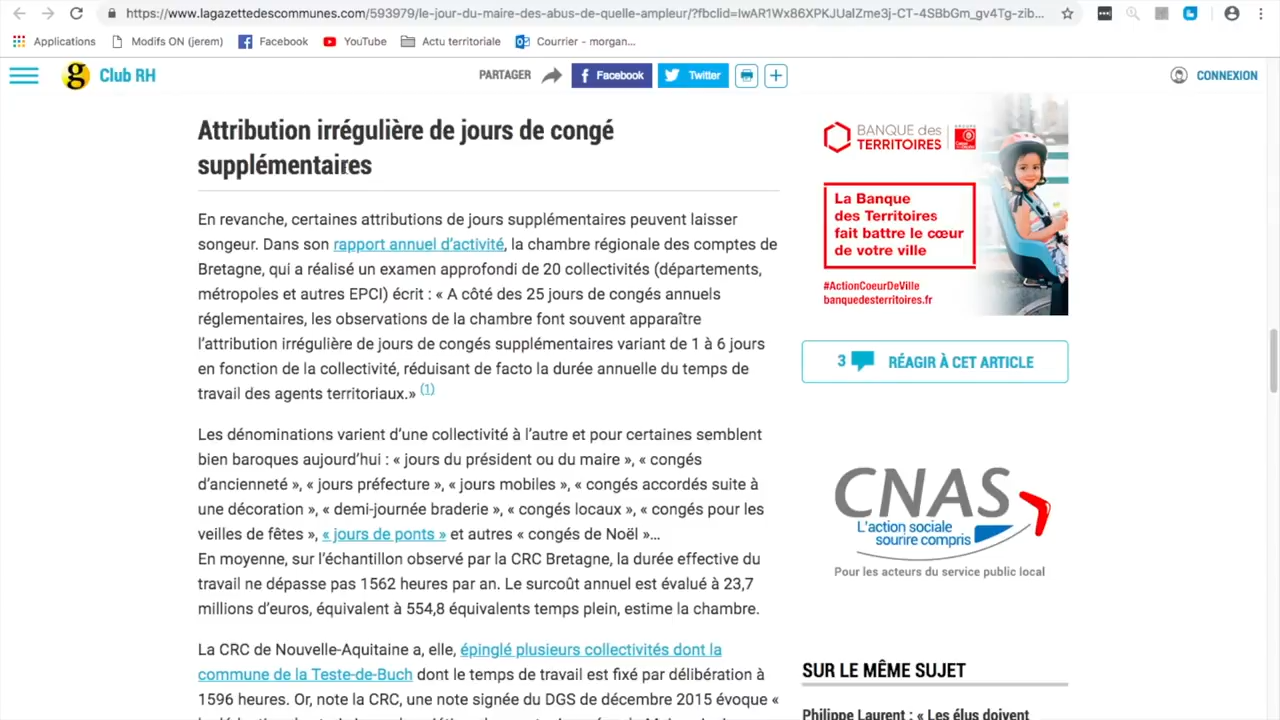 https://www.lagazettedescommunes.com/593979/le-jour-du-maire-des-abus-de-quelle-ampleur/?fbclid=IwAR1Wx86XPKJUaIZme3j-CT-4SBbGm_gv4Tg-zib...
Applications Modifs ON (jerem) Facebook YouTube Actu territoriale Courrier - morgan...
g Club RH PARTAGER Facebook Twitter CONNEXION
Attribution irrégulière de jours de congé
supplémentaires
En revanche, certaines attributions de jours supplémentaires peuvent laisser
songeur. Dans son rapport annuel d’activité, la chambre régionale des comptes de
Bretagne, qui a réalisé un examen approfondi de 20 collectivités (départements,
métropoles et autres EPCI) écrit : « A côté des 25 jours de congés annuels
réglementaires, les observations de la chambre font souvent apparaître
l’attribution irrégulière de jours de congés supplémentaires variant de 1 à 6 jours
en fonction de la collectivité, réduisant de facto la durée annuelle du temps de
travail des agents territoriaux.» (1)
Les dénominations varient d’une collectivité à l’autre et pour certaines semblent
bien baroques aujourd’hui : « jours du président ou du maire », « congés
d’ancienneté », « jours préfecture », « jours mobiles », « congés accordés suite à
une décoration », « demi-journée braderie », « congés locaux », « congés pour les
veilles de fêtes », « jours de ponts » et autres « congés de Noël »...
En moyenne, sur l’échantillon observé par la CRC Bretagne, la durée effective du
travail ne dépasse pas 1562 heures par an. Le surcoût annuel est évalué à 23,7
millions d’euros, équivalent à 554,8 équivalents temps plein, estime la chambre.
La CRC de Nouvelle-Aquitaine a, elle, épinglé plusieurs collectivités dont la
commune de la Teste-de-Buch dont le temps de travail est fixé par délibération à
1596 heures. Or, note la CRC, une note signée du DGS de décembre 2015 évoque «
BANQUE des
TERRITOIRES
La Banque
des Territoires
fait battre le cœur
de votre ville
#ActionCoeurDeVille
banquedesterritoires.fr
3 RÉAGIR À CET ARTICLE
CNAS
L'action sociale
sourire compris
Pour les acteurs du service public local
SUR LE MÊME SUJET
Philippe Laurent : « Les élus doivent